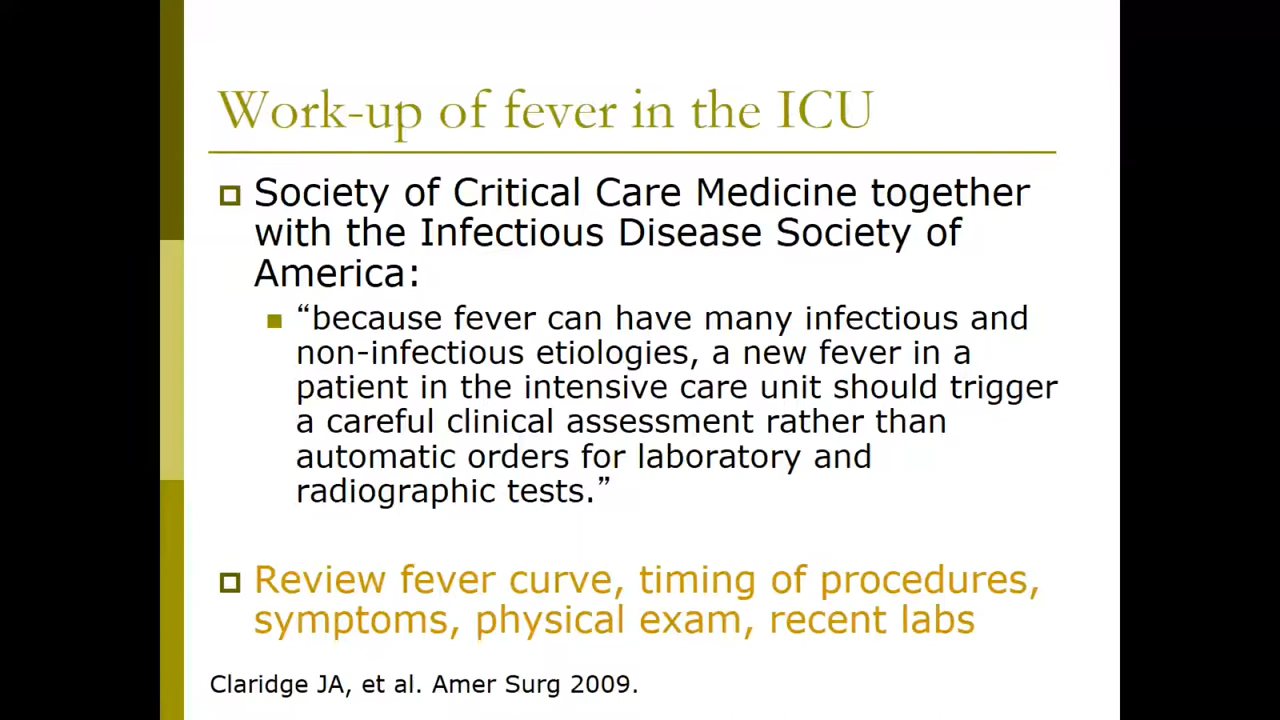 Work-up of fever in the ICU
Society of Critical Care Medicine together
with the Infectious Disease Society of
America:
“because fever can have many infectious and
non-infectious etiologies, a new fever in a
patient in the intensive care unit should trigger
a careful clinical assessment rather than
automatic orders for laboratory and
radiographic tests.”
Review fever curve, timing of procedures,
symptoms, physical exam, recent labs
Claridge JA, et al. Amer Surg 2009.